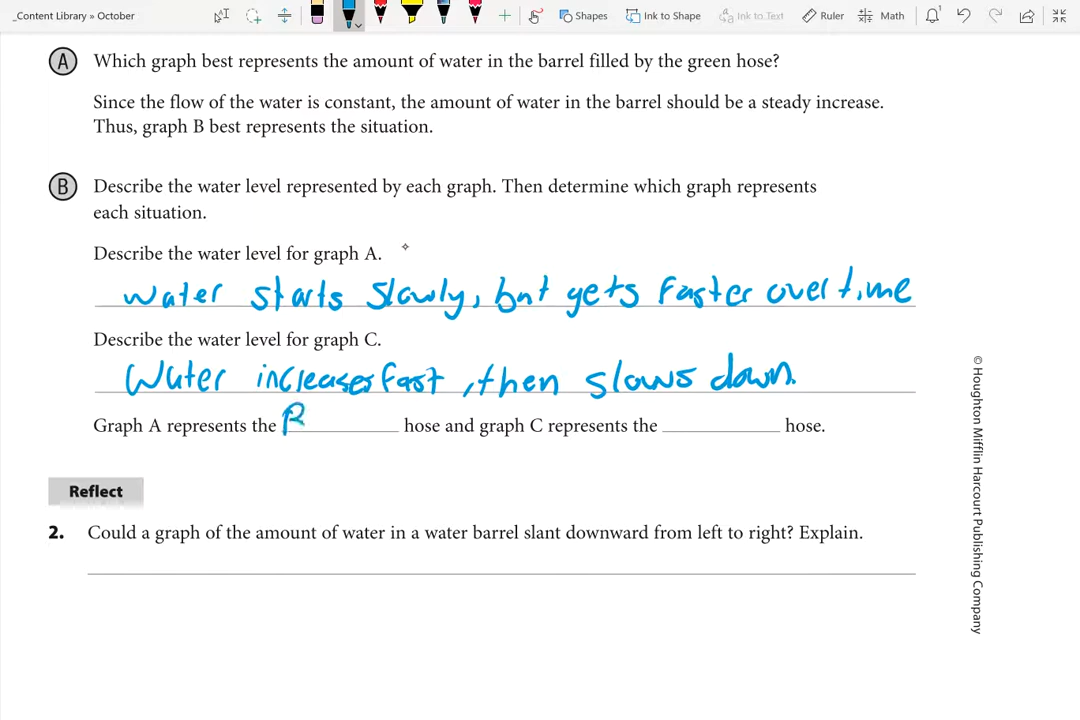 _Content Library » October
Shapes Ink to Shape Ink to Text Ruler Math
A Which graph best represents the amount of water in the barrel filled by the green hose?
Since the flow of the water is constant, the amount of water in the barrel should be a steady increase.
Thus, graph B best represents the situation.
B Describe the water level represented by each graph. Then determine which graph represents
each situation.
Describe the water level for graph A.
Water starts slowly, but gets faster over time
Describe the water level for graph C.
Water increases fast, then slows down.
Graph A represents the R hose and graph C represents the hose.
Reflect
2. Could a graph of the amount of water in a water barrel slant downward from left to right? Explain.
© Houghton Mifflin Harcourt Publishing Company